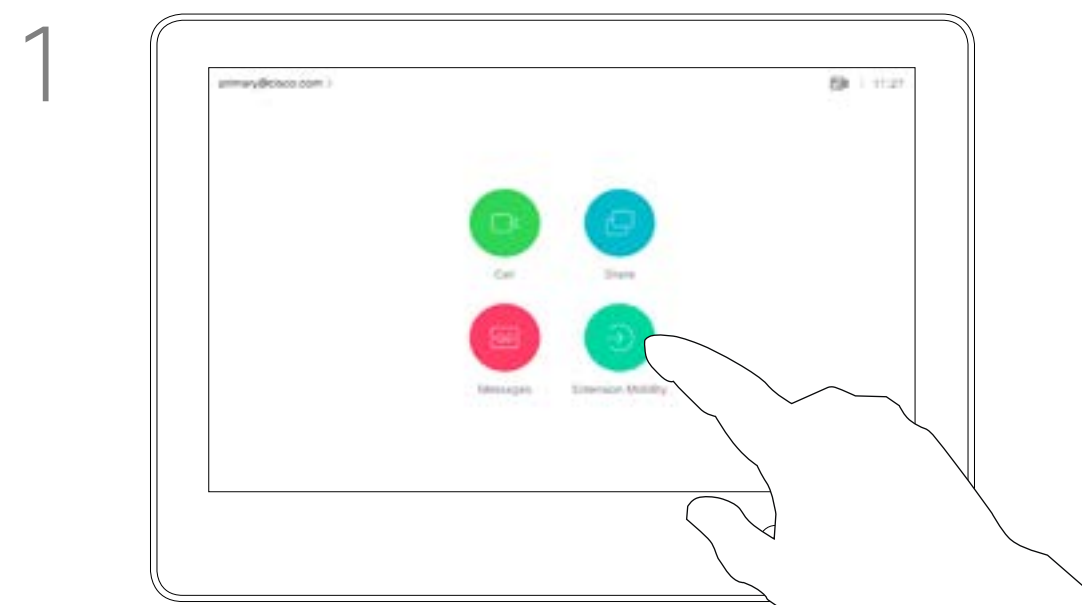 1
primary@cisco.com
11:27
Call
Share
Messages
Extension Mobility